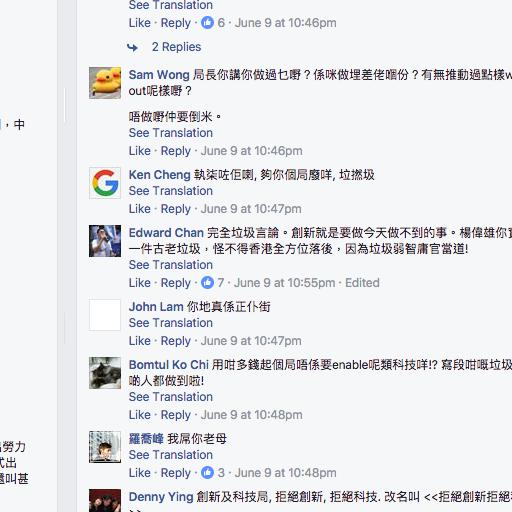 See Translation
Like · Reply · 6 · June 9 at 10:46pm
2 Replies
Sam Wong 局長你講你做過乜嘢？係咪做埋差佬嗰份？有無推動過點樣w
out呢樣嘢？
唔做嘢仲要倒米。
See Translation
Like · Reply · June 9 at 10:46pm
，中
Ken Cheng 執柒咗佢喇, 夠你個局廢咩, 垃撚圾
See Translation
Like · Reply · June 9 at 10:47pm
Edward Chan 完全垃圾言論。創新就是要做今天做不到的事。楊偉雄你
一件古老垃圾，怪不得香港全方位落後，因為垃圾弱智庸官當道!
See Translation
Like · Reply · 7 · June 9 at 10:55pm · Edited
John Lam 你地真係正仆街
See Translation
Like · Reply · June 9 at 10:47pm
Bomtul Ko Chi 用咁多錢起個局唔係要enable呢類科技咩!? 寫段咁嘅垃圾
啲人都做到啦!
See Translation
Like · Reply · June 9 at 10:48pm
羅喬峰 我屌你老母
See Translation
Like · Reply · 3 · June 9 at 10:48pm
勞力
式出
叫甚
Denny Ying 創新及科技局, 拒絕創新, 拒絕科技. 改名叫 <<拒絕創新拒絕
>>